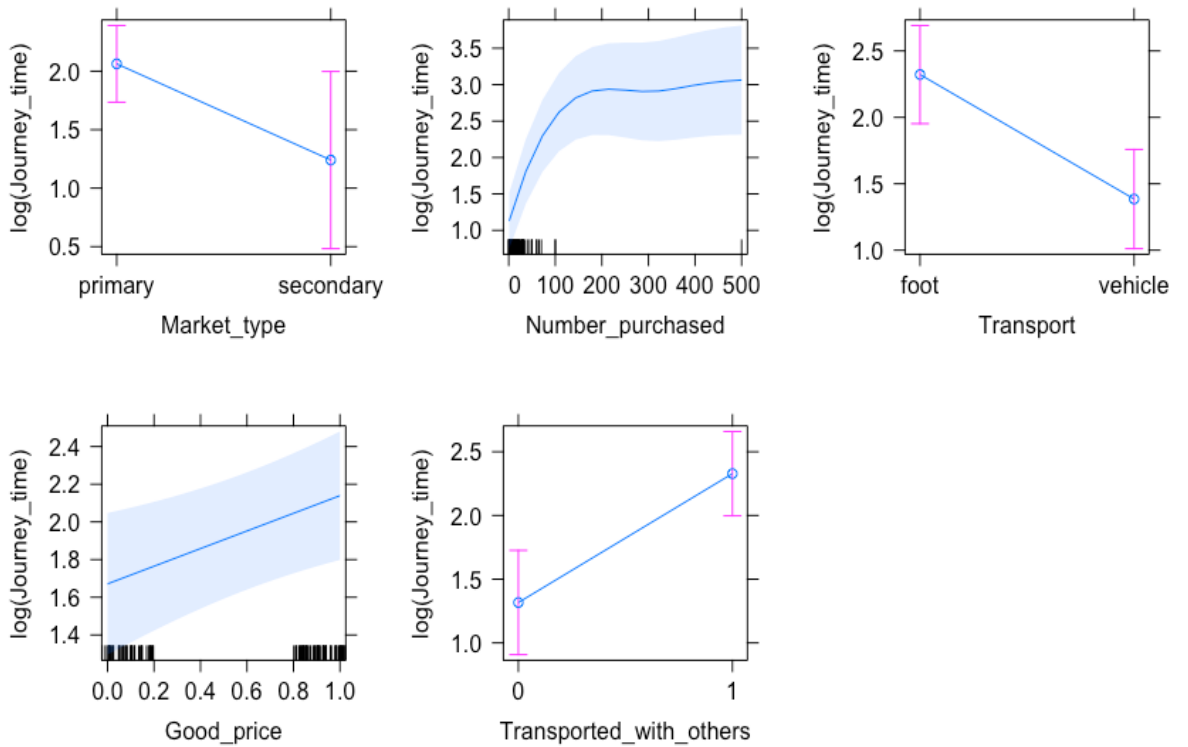 log(Journey_time)
2.0
1.5
1.0
0.5
primary secondary
Market_type
log(Journey_time)
3.5
3.0
2.5
2.0
1.5
1.0
0 100 200 300 400 500
Number_purchased
log(Journey_time)
2.5
2.0
1.5
1.0
foot vehicle
Transport
log(Journey_time)
2.4
2.2
2.0
1.8
1.6
1.4
0.0 0.2 0.4 0.6 0.8 1.0
Good_price
log(Journey_time)
2.5
2.0
1.5
1.0
0 1
Transported_with_others